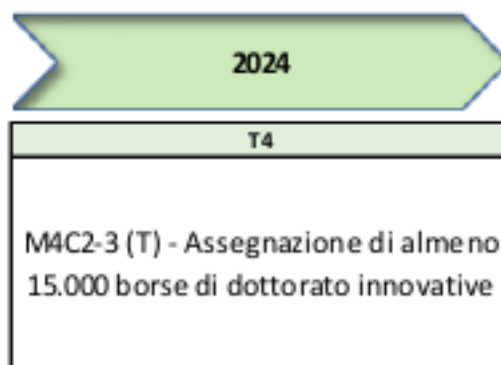 2024
T4
M4C2-3 (T) - Assegnazione di almeno
15.000 borse di dottorato innovative